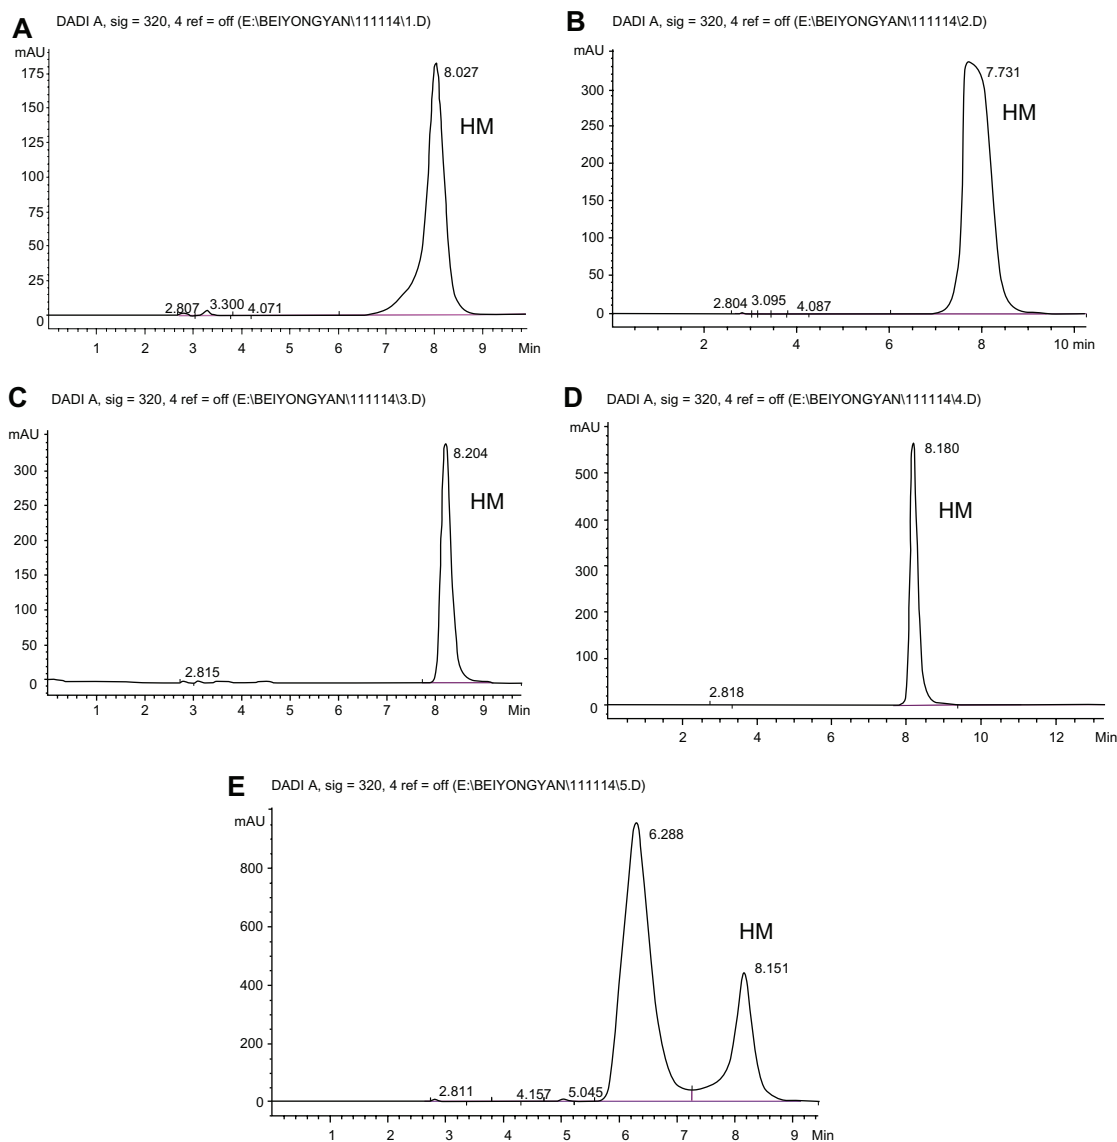 A DADI A, sig = 320, 4 ref = off (E:\BEIYONGYAN\111114\1.D)
mAU
175
150
125
100
75
50
25
0
8.027
HM
2.807 3.300 4.071
1 2 3 4 5 6 7 8 9 Min
B DADI A, sig = 320, 4 ref = off (E:\BEIYONGYAN\111114\2.D)
mAU
300
250
200
150
100
50
0
7.731
HM
2.804 3.095 4.087
2 4 6 8 10 min
C DADI A, sig = 320, 4 ref = off (E:\BEIYONGYAN\111114\3.D)
mAU
300
250
200
150
100
50
0
8.204
HM
2.815
1 2 3 4 5 6 7 8 9 Min
D DADI A, sig = 320, 4 ref = off (E:\BEIYONGYAN\111114\4.D)
mAU
500
400
300
200
100
0
8.180
HM
2.818
2 4 6 8 10 12 Min
E DADI A, sig = 320, 4 ref = off (E:\BEIYONGYAN\111114\5.D)
mAU
800
600
400
200
0
6.288
HM
8.151
2.811 4.157 5.045
1 2 3 4 5 6 7 8 9 Min